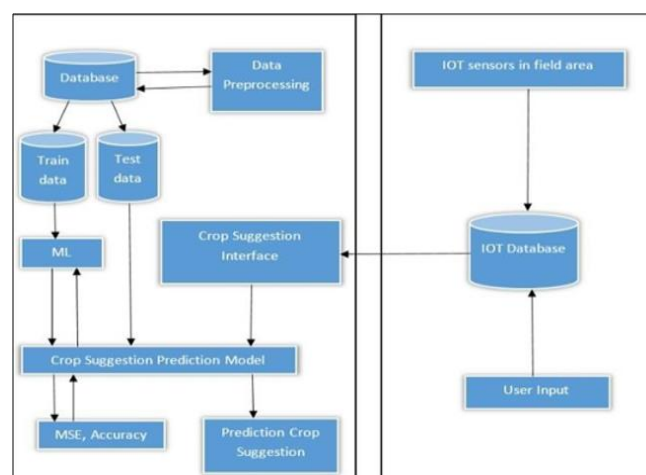 Database
Data
Preprocessing
Train
data
Test
data
ML
Crop Suggestion
Interface
Crop Suggestion Prediction Model
MSE, Accuracy
Prediction Crop
Suggestion
IOT sensors in field area
IOT Database
User Input